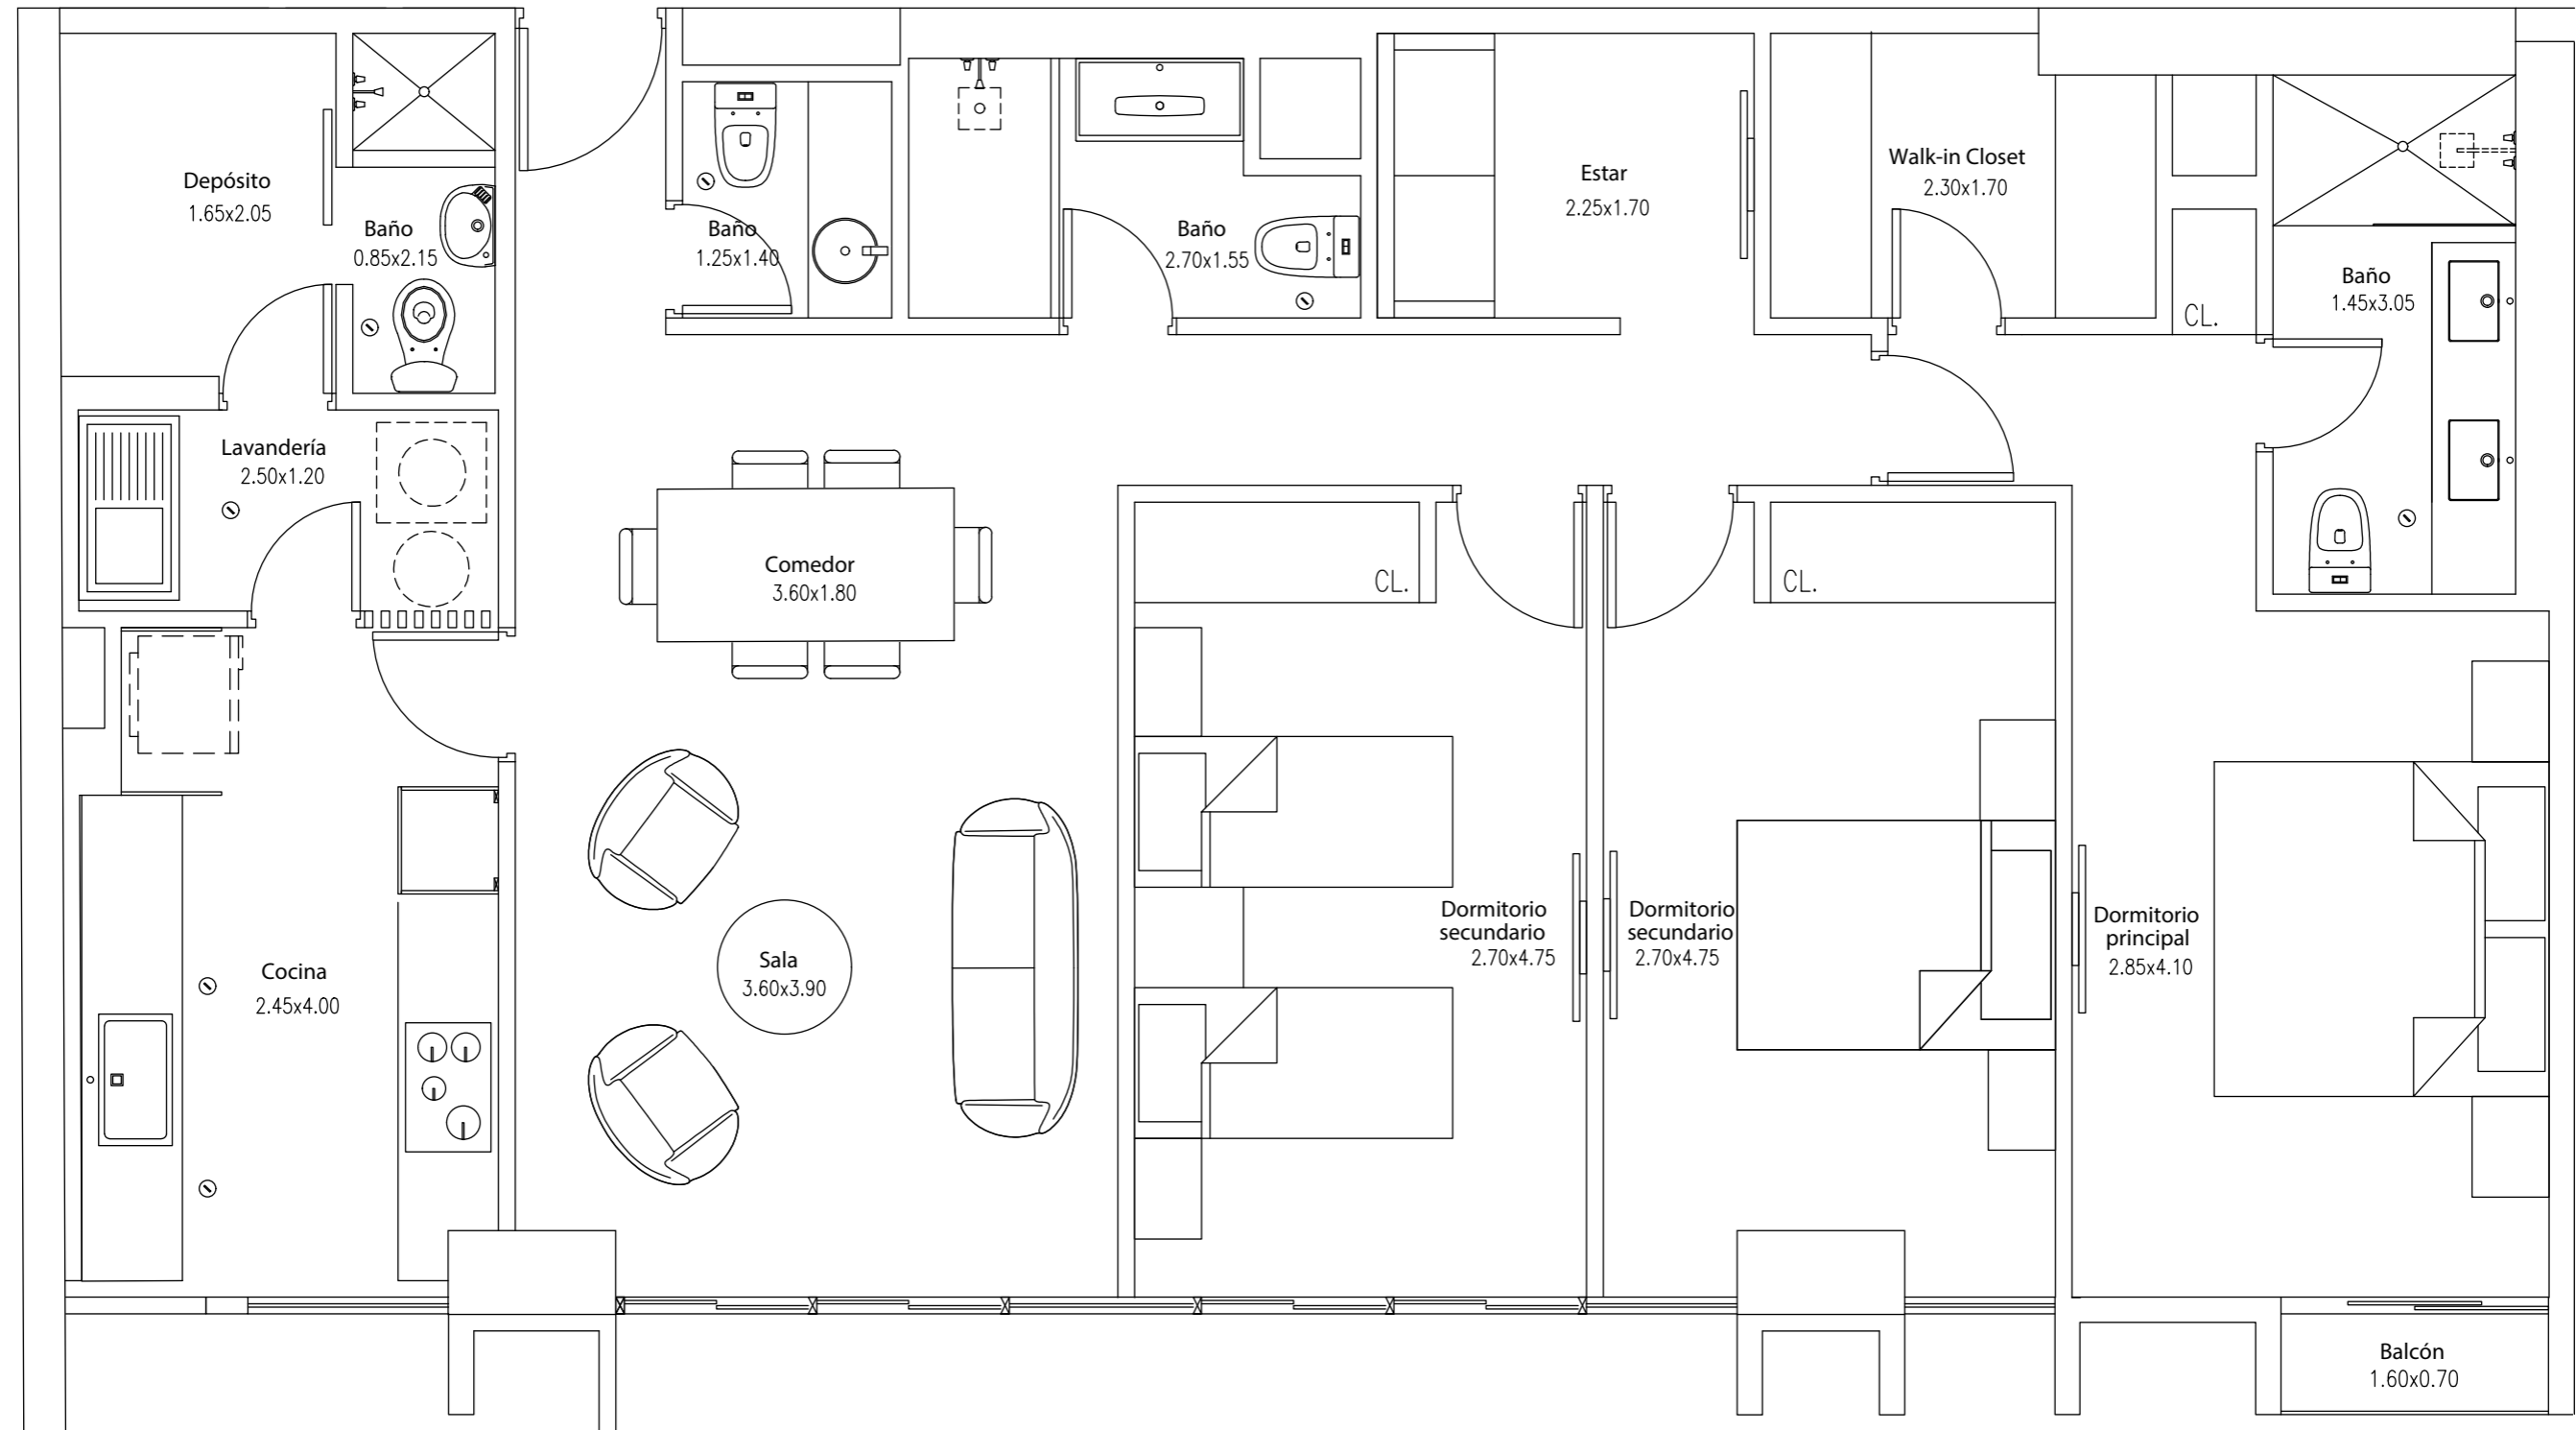 Depósito
1.65x2.05
Baño
0.85x2.15
Baño
1.25x1.40
Baño
2.70x1.55
Estar
2.25x1.70
Walk-in Closet
2.30x1.70
CL.
Baño
1.45x3.05
Lavandería
2.50x1.20
Comedor
3.60x1.80
CL.
CL.
Cocina
2.45x4.00
Sala
3.60x3.90
Dormitorio
secundario
2.70x4.75
Dormitorio
secundario
2.70x4.75
Dormitorio
principal
2.85x4.10
Balcón
1.60x0.70